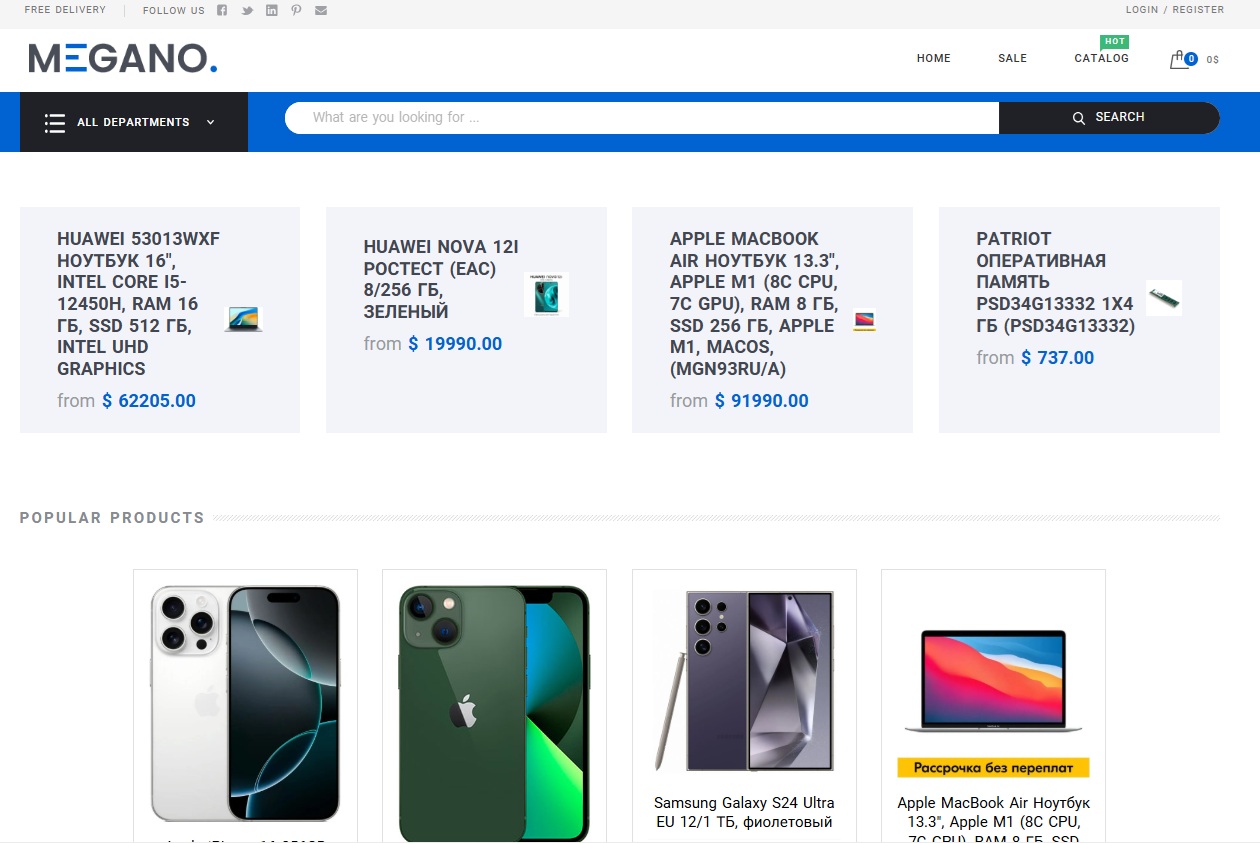 FREE DELIVERY
FOLLOW US
LOGIN / REGISTER
MEGANO.
HOME
SALE
HOT
CATALOG
0
0$
ALL DEPARTMENTS
What are you looking for ...
SEARCH
HUAWEI 53013WXF
НОУТБУК 16",
INTEL CORE I5-
12450H, RAM 16
ГБ, SSD 512 ГБ,
INTEL UHD
GRAPHICS
from $ 62205.00
HUAWEI NOVA 12I
РОСТЕСТ (EAC)
8/256 ГБ,
ЗЕЛЕНЫЙ
from $ 19990.00
APPLE MACBOOK
AIR НОУТБУК 13.3",
APPLE M1 (8C CPU,
7C GPU), RAM 8 ГБ,
SSD 256 ГБ, APPLE
M1, MACOS,
(MGN93RU/A)
from $ 91990.00
PATRIOT
ОПЕРАТИВНАЯ
ПАМЯТЬ
PSD34G13332 1X4
ГБ (PSD34G13332)
from $ 737.00
POPULAR PRODUCTS
Samsung Galaxy S24 Ultra
EU 12/1 ТБ, фиолетовый
Рассрочка без переплат
Apple MacBook Air Ноутбук
13.3", Apple M1 (8C CPU,
7C GPU), RAM 8 ГБ, SSD